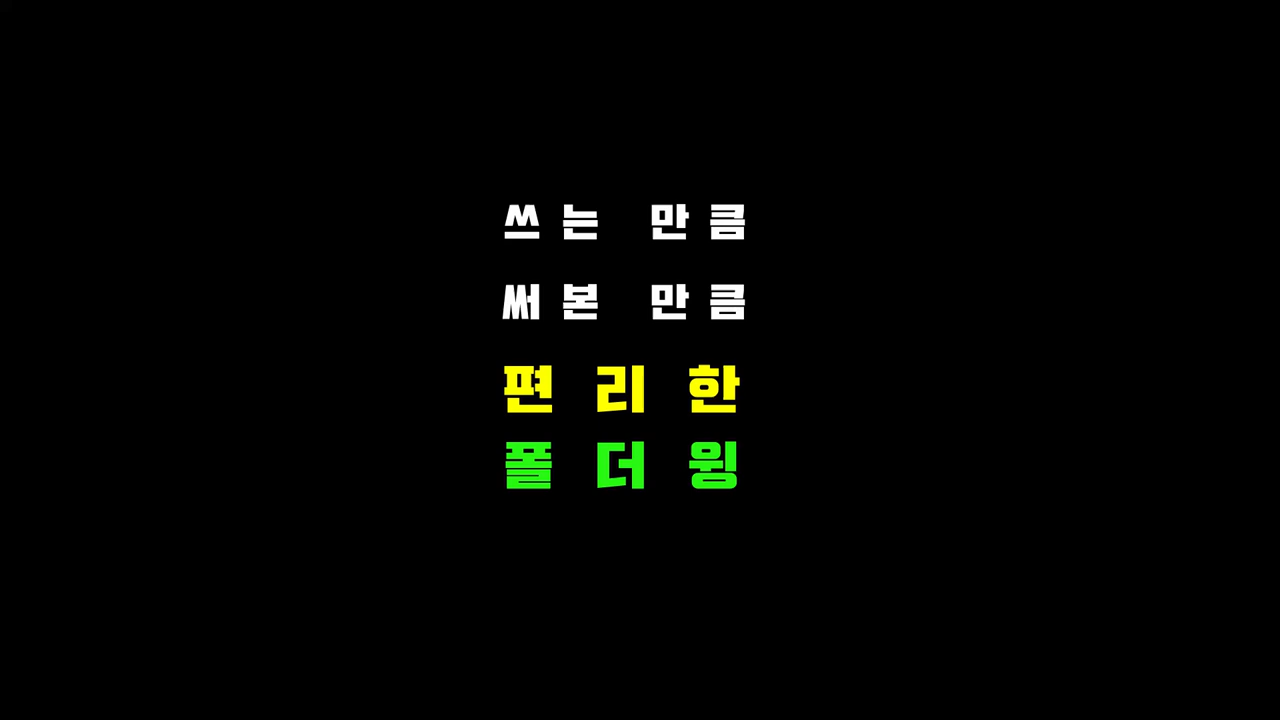 쓰는 만큼
써본 만큼
편리한
폴더윙